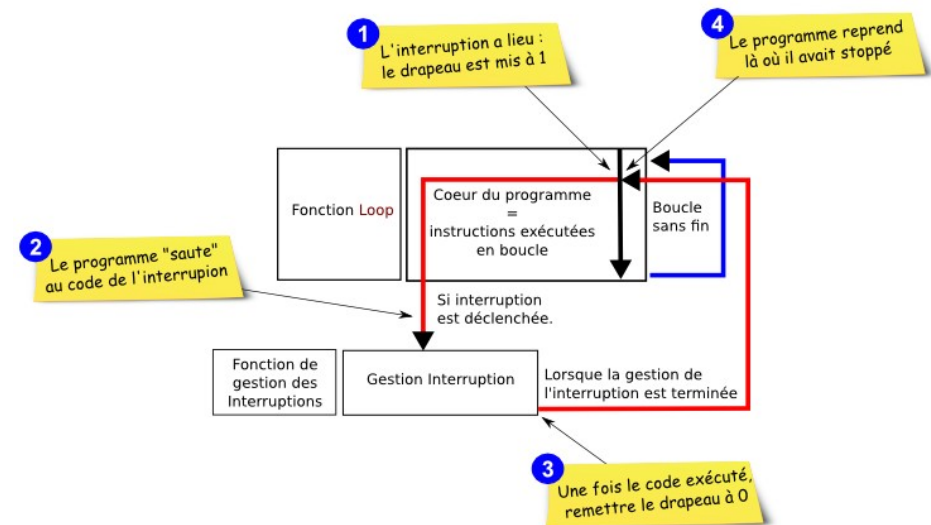 1
L'interruption a lieu :
le drapeau est mis à 1
4
Le programme reprend
là où il avait stoppé
Fonction Loop
Coeur du programme
=
instructions exécutées
en boucle
Boucle
sans fin
2
Le programme "saute"
au code de l'interrupion
Si interruption
est déclenchée.
Fonction de
gestion des
Interruptions
Gestion Interruption
Lorsque la gestion de
l'interruption est terminée
3
Une fois le code exécuté,
remettre le drapeau à 0